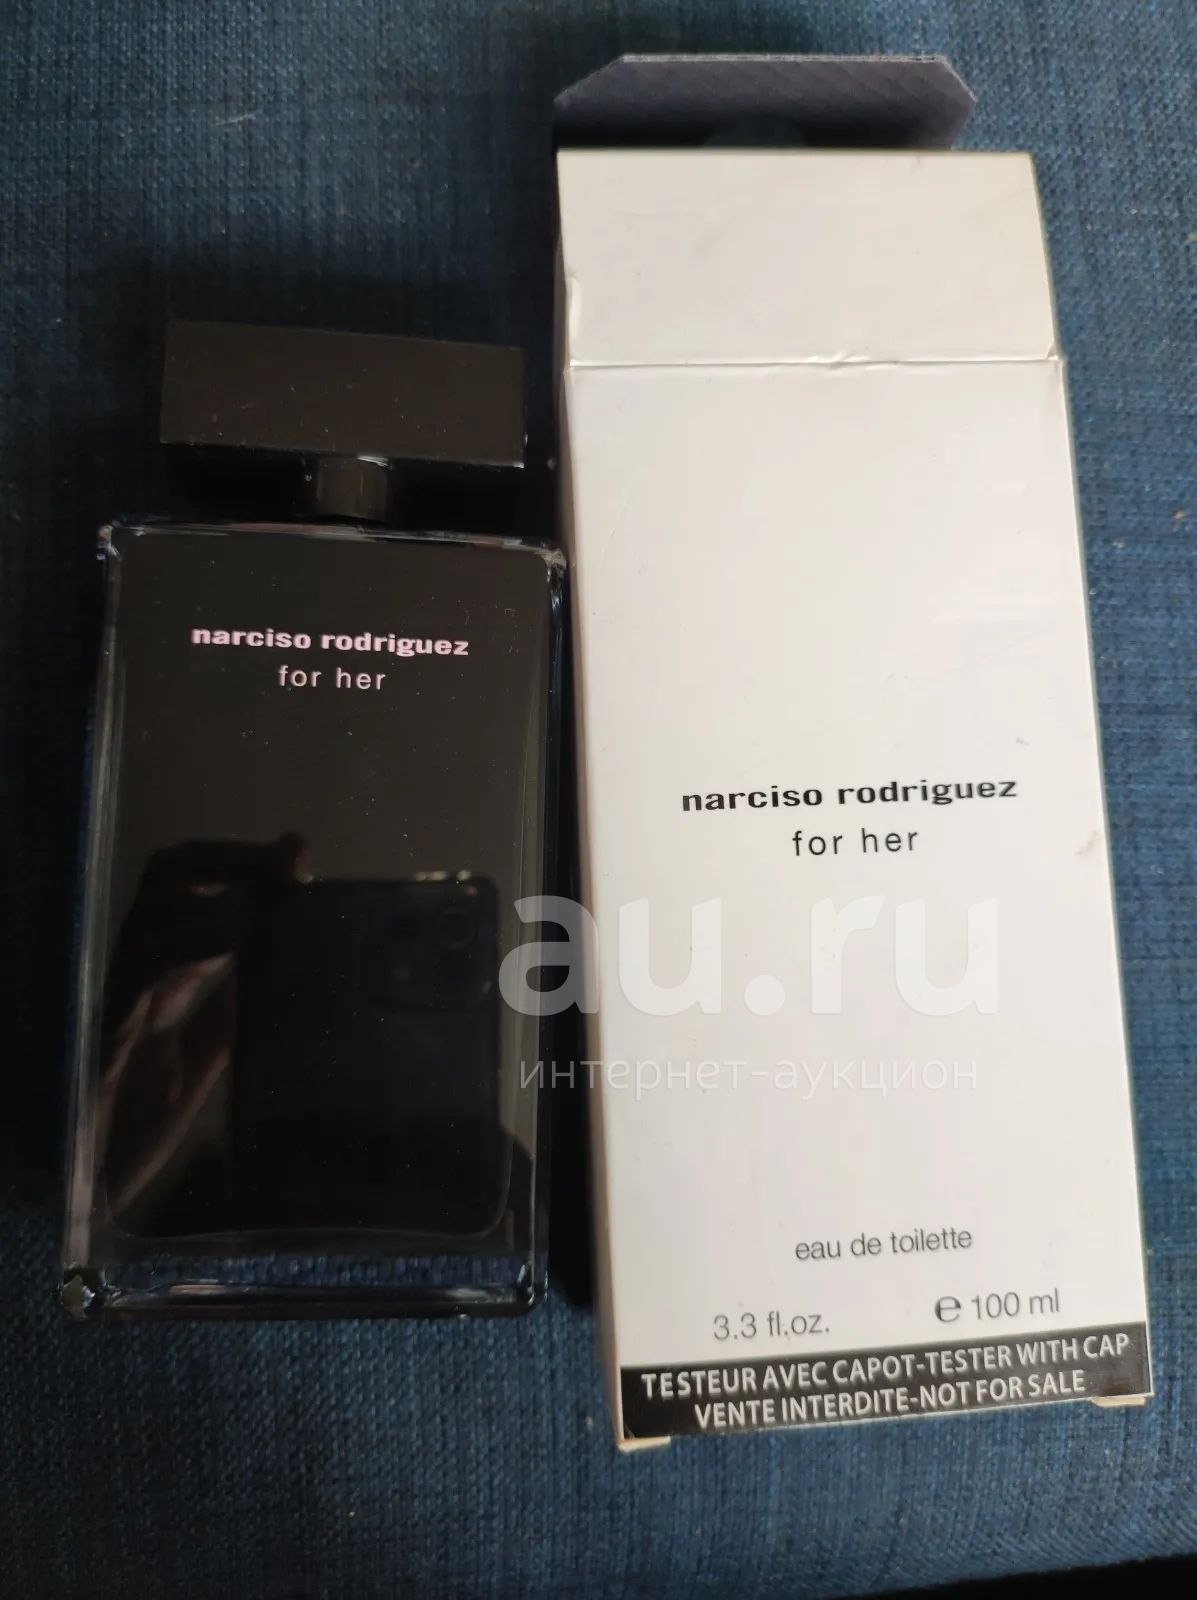 narciso rodriguez
for her
narciso rodriguez
for her
au.ru
интернет-аукцион
eau de toilette
3.3 fl.oz. ℮ 100 ml
TESTEUR AVEC CAPOT-TESTER WITH CAP
VENTE INTERDITE-NOT FOR SALE